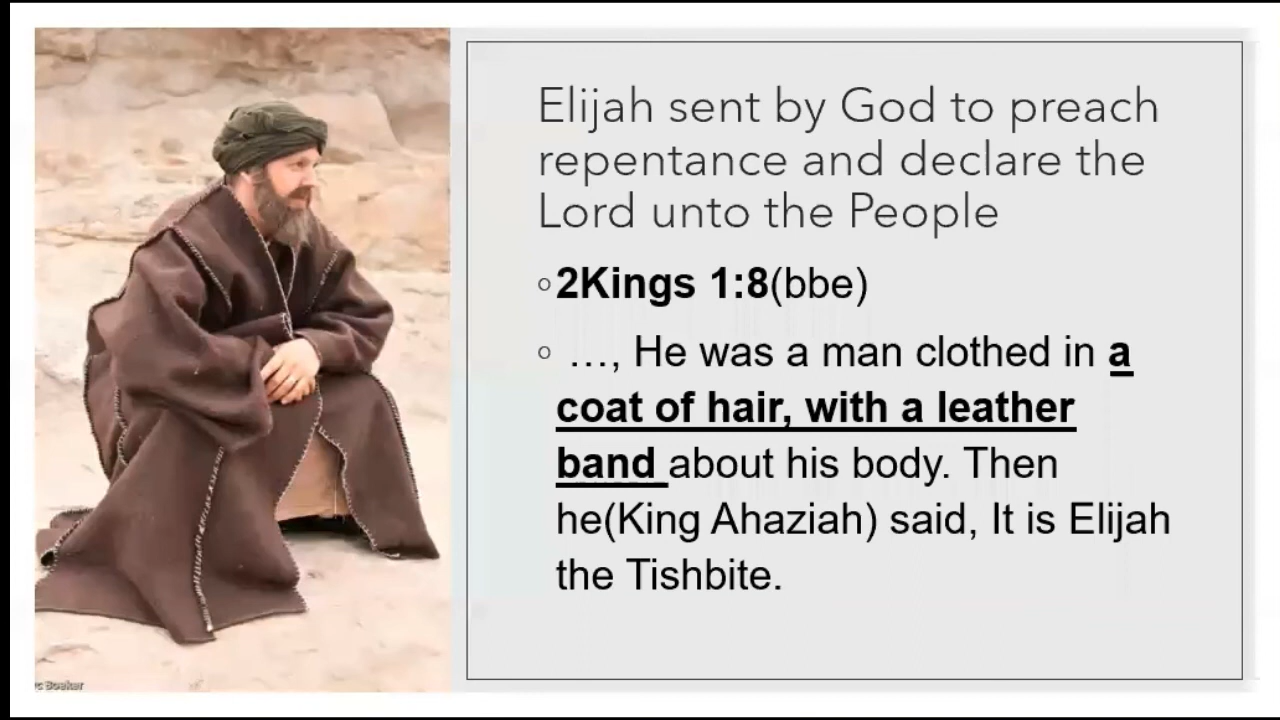 Elijah sent by God to preach
repentance and declare the
Lord unto the People
◦2Kings 1:8(bbe)
◦ …, He was a man clothed in a
coat of hair, with a leather
band about his body. Then
he(King Ahaziah) said, It is Elijah
the Tishbite.